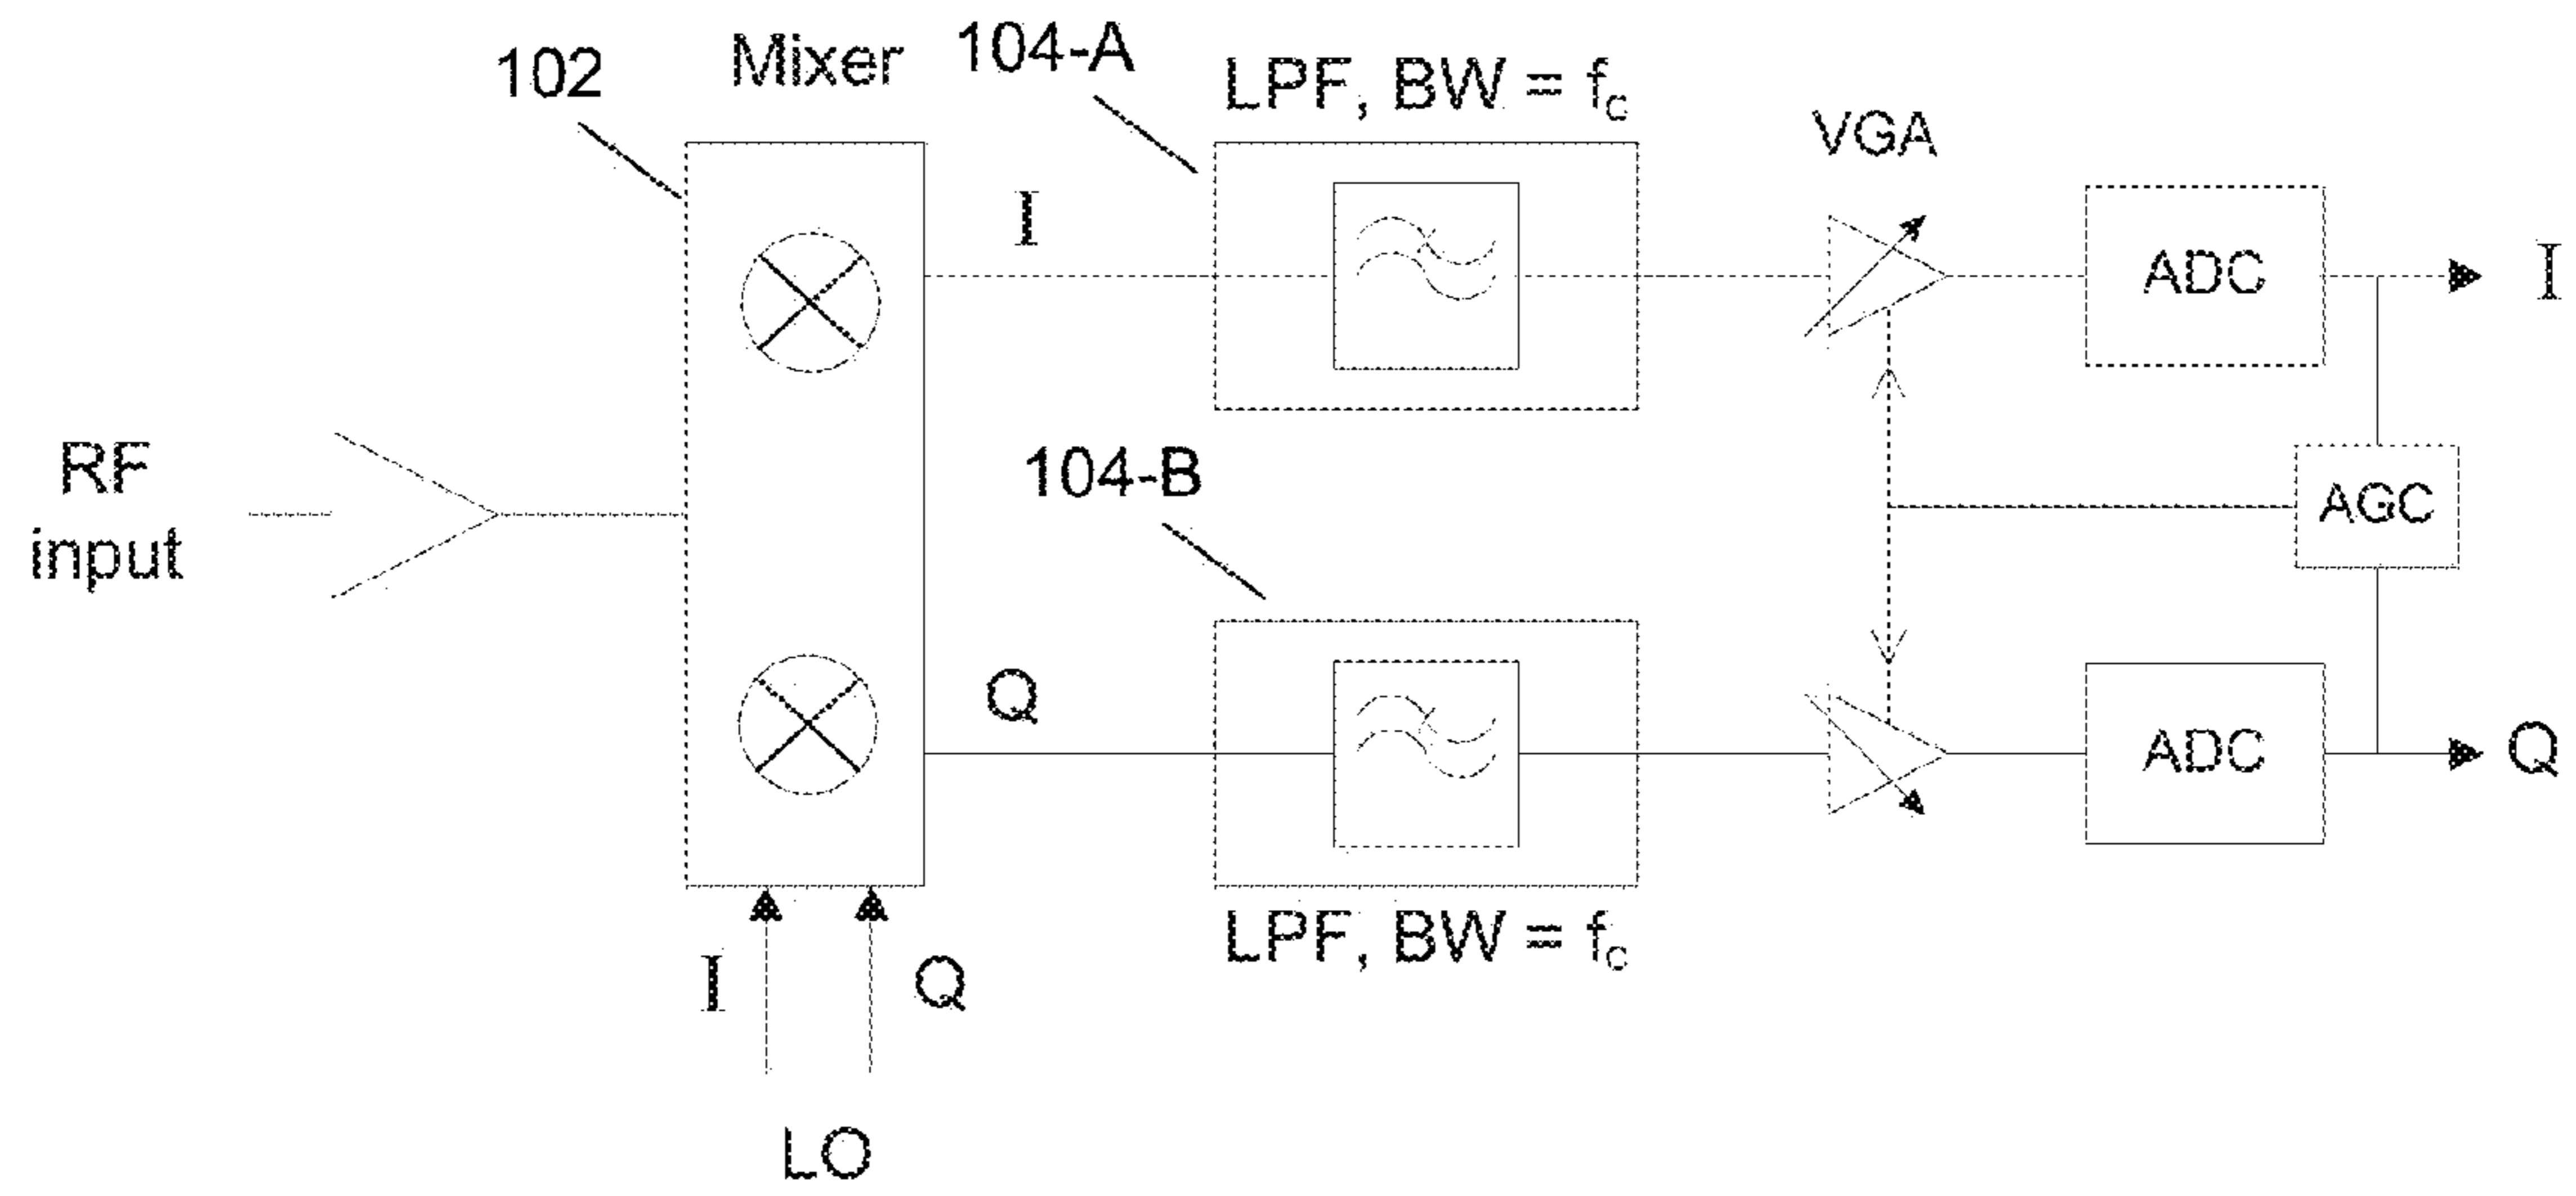 102
Mixer
104-A
LPF, BW = fc
VGA
I
ADC
I
RF
input
104-B
AGC
Q
ADC
Q
I
Q
LPF, BW = fc
LO